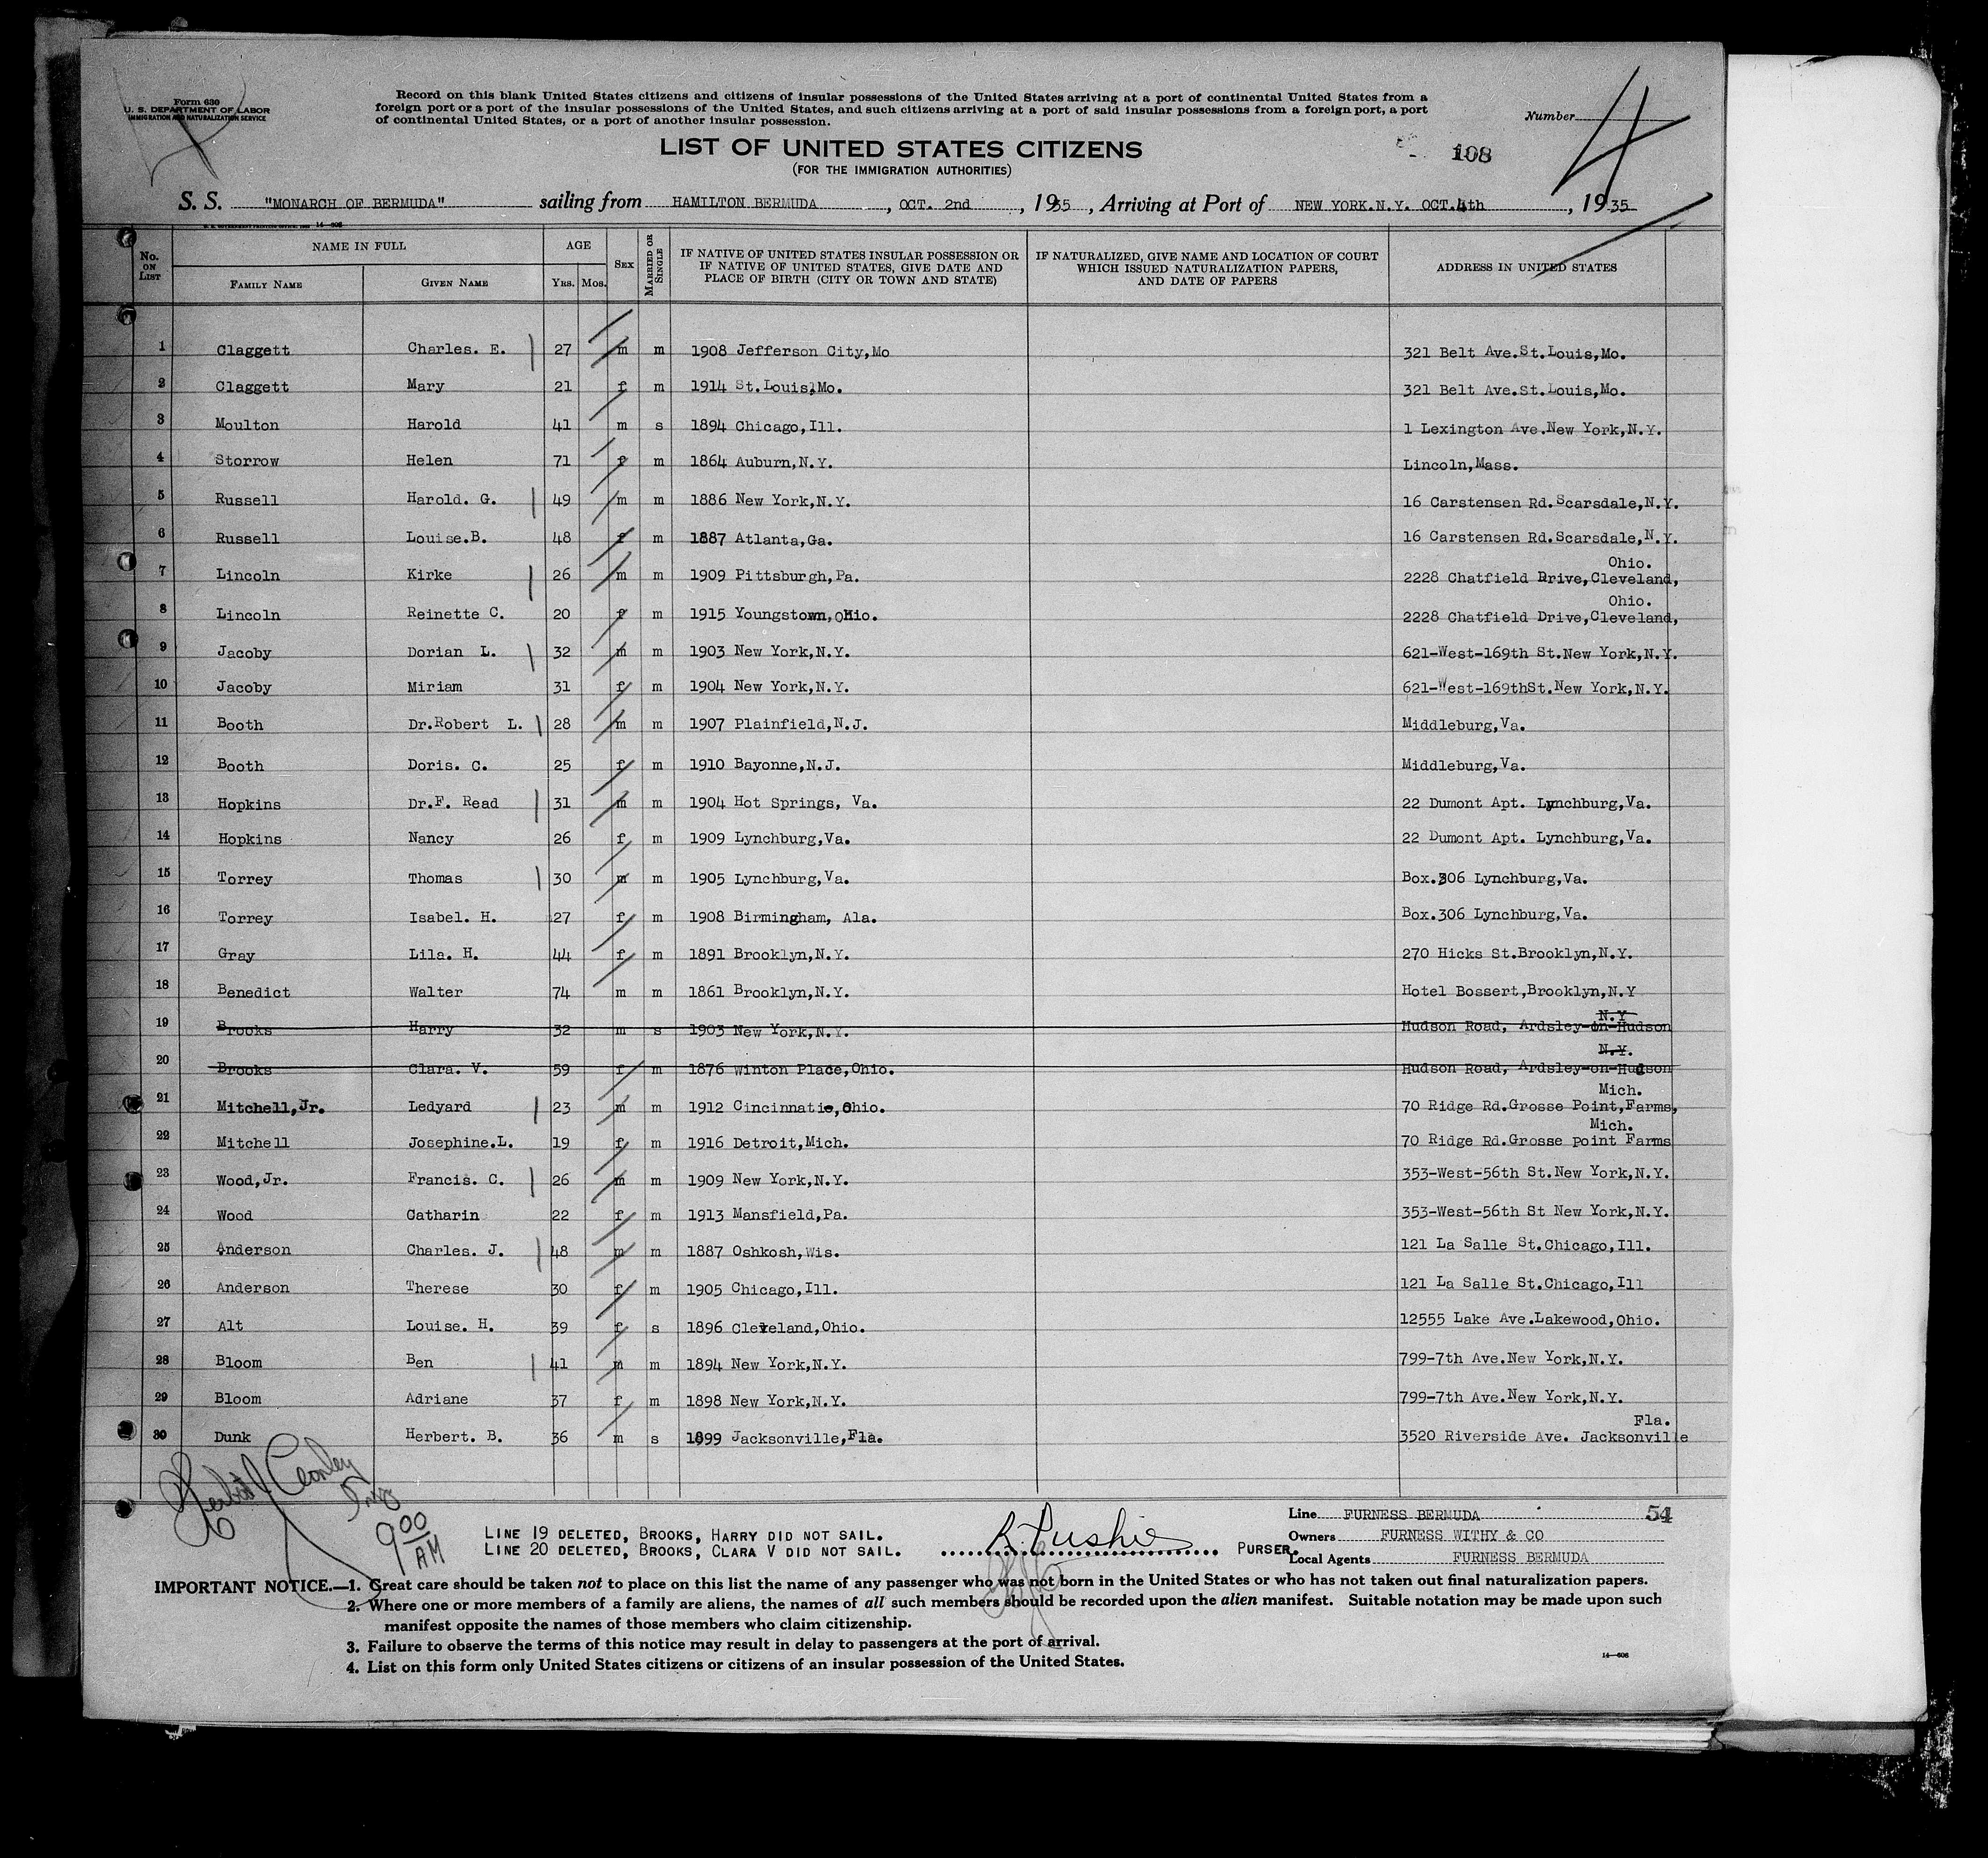 Form 630
U. S. DEPARTMENT OF LABOR
IMMIGRATION AND NATURALIZATION SERVICE
Record on this blank United States citizens and citizens of insular possessions of the United States arriving at a port of continental United States from a
foreign port or a port of the insular possessions of the United States, and such citizens arriving at a port of said insular possessions from a foreign port, a port
of continental United States, or a port of another insular possession.
Number 4
LIST OF UNITED STATES CITIZENS
108
(FOR THE IMMIGRATION AUTHORITIES)
S. S. "MONARCH OF BERMUDA" sailing from HAMILTON BERMUDA, OCT. 2nd, 1935, Arriving at Port of NEW YORK.N.Y. OCT.4th, 1935
No. ON LIST NAME IN FULL FAMILY NAME GIVEN NAME AGE YRS. MOS. SEX MARRIED OR SINGLE IF NATIVE OF UNITED STATES INSULAR POSSESSION OR IF NATIVE OF UNITED STATES, GIVE DATE AND PLACE OF BIRTH (CITY OR TOWN AND STATE) IF NATURALIZED, GIVE NAME AND LOCATION OF COURT WHICH ISSUED NATURALIZATION PAPERS, AND DATE OF PAPERS ADDRESS IN UNITED STATES
1 Claggett Charles. E. 27 m m 1908 Jefferson City,Mo 321 Belt Ave.St.Louis,Mo.
2 Claggett Mary 21 f m 1914 St.Louis,Mo. 321 Belt Ave.St.Louis,Mo.
3 Moulton Harold 41 m s 1894 Chicago,Ill. 1 Lexington Ave.New York,N.Y.
4 Storrow Helen 71 f m 1864 Auburn,N.Y. Lincoln,Mass.
5 Russell Harold. G. 49 m m 1886 New York,N.Y. 16 Carstensen Rd.Scarsdale,N.Y.
6 Russell Louise.B. 48 f m 1887 Atlanta,Ga. 16 Carstensen Rd.Scarsdale,N.Y.
7 Lincoln Kirke 26 m m 1909 Pittsburgh,Pa. 2228 Chatfield Drive,Cleveland, Ohio.
8 Lincoln Reinette C. 20 f m 1915 Youngstown,Ohio. 2228 Chatfield Drive,Cleveland, Ohio.
9 Jacoby Dorian L. 32 m m 1903 New York,N.Y. 621-West-169th St.New York,N.Y.
10 Jacoby Miriam 31 f m 1904 New York,N.Y. 621-West-169thSt.New York,N.Y.
11 Booth Dr.Robert L. 28 m m 1907 Plainfield,N.J. Middleburg,Va.
12 Booth Doris. C. 25 f m 1910 Bayonne,N.J. Middleburg,Va.
13 Hopkins Dr.F. Read 31 m m 1904 Hot Springs, Va. 22 Dumont Apt. Lynchburg,Va.
14 Hopkins Nancy 26 f m 1909 Lynchburg,Va. 22 Dumont Apt. Lynchburg,Va.
15 Torrey Thomas 30 m m 1905 Lynchburg,Va. Box.306 Lynchburg,Va.
16 Torrey Isabel. H. 27 f m 1908 Birmingham, Ala. Box.306 Lynchburg,Va.
17 Gray Lila. H. 44 f m 1891 Brooklyn,N.Y. 270 Hicks St.Brooklyn,N.Y.
18 Benedict Walter 74 m m 1861 Brooklyn,N.Y. Hotel Bossert,Brooklyn,N.Y
19 Brooks Harry 32 m s 1903 New York,N.Y. Hudson Road, Ardsley-on-Hudson N.Y
20 Brooks Clara. V. 59 f m 1876 Winton Place,Ohio. Hudson Road, Ardsley-on-Hudson N.Y.
21 Mitchell,Jr. Ledyard 23 m m 1912 Cincinnatie,Ohio. 70 Ridge Rd.Grosse Point,Farms, Mich.
22 Mitchell Josephine.L. 19 f m 1916 Detroit,Mich. 70 Ridge Rd.Grosse point Farms Mich.
23 Wood,Jr. Francis. C. 26 m m 1909 New York,N.Y. 353-West-56th St.New York,N.Y.
24 Wood Catharin 22 f m 1913 Mansfield,Pa. 353-West-56th St New York,N.Y.
25 Anderson Charles. J. 48 m m 1887 Oshkosh,Wis. 121 La Salle St.Chicago,Ill.
26 Anderson Therese 30 f m 1905 Chicago,Ill. 121 La Salle St.Chicago,Ill
27 Alt Louise. H. 39 f s 1896 Cleveland,Ohio. 12555 Lake Ave.Lakewood,Ohio.
28 Bloom Ben 41 m m 1894 New York,N.Y. 799-7th Ave.New York,N.Y.
29 Bloom Adriane 37 f m 1898 New York,N.Y. 799-7th Ave.New York,N.Y.
30 Dunk Herbert. B. 36 m s 1899 Jacksonville,Fla. 3520 Riverside Ave. Jacksonville Fla.
9 00 AM
LINE 19 DELETED, BROOKS, HARRY DID NOT SAIL.
LINE 20 DELETED, BROOKS, CLARA V DID NOT SAIL.
PURSER.
Line FURNESS BERMUDA 54
Owners FURNESS WITHY & CO
Local Agents FURNESS BERMUDA
IMPORTANT NOTICE.—1. Great care should be taken not to place on this list the name of any passenger who was not born in the United States or who has not taken out final naturalization papers.
2. Where one or more members of a family are aliens, the names of all such members should be recorded upon the alien manifest. Suitable notation may be made upon such
manifest opposite the names of those members who claim citizenship.
3. Failure to observe the terms of this notice may result in delay to passengers at the port of arrival.
4. List on this form only United States citizens or citizens of an insular possession of the United States.
14—608